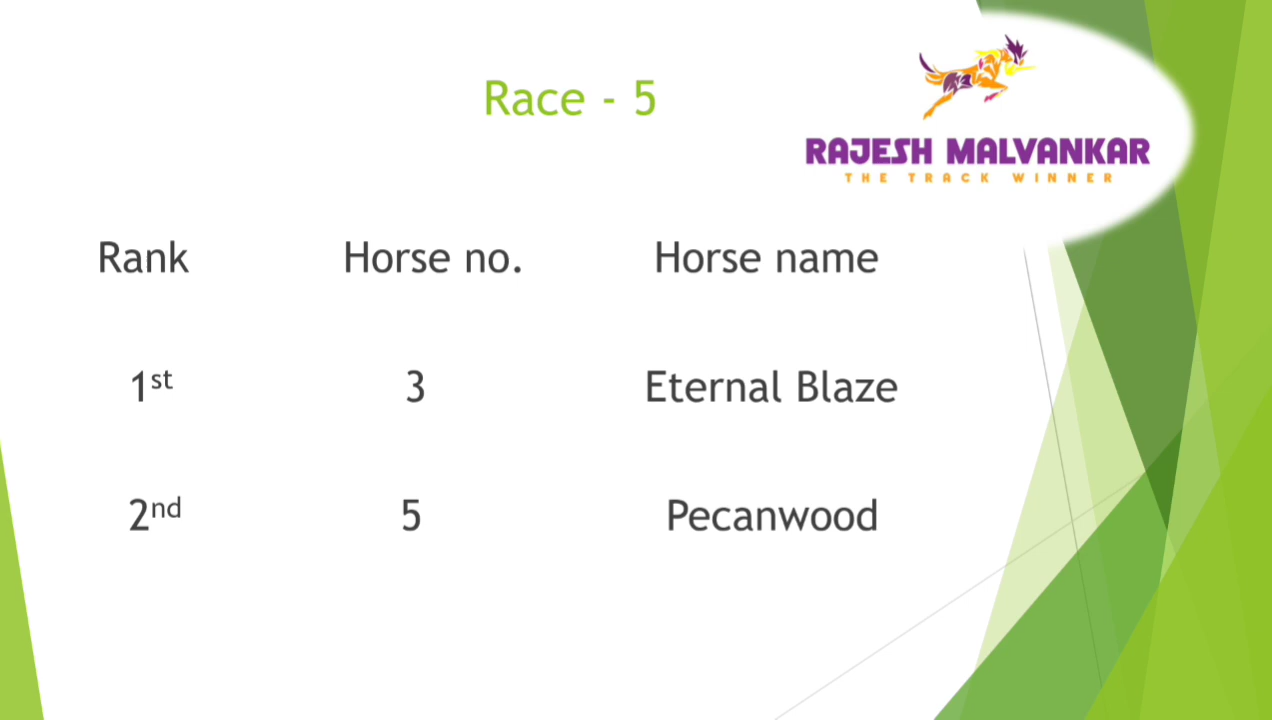 Race - 5
RAJESH MALVANKAR
THE TRACK WINNER
Rank Horse no. Horse name
1st 3 Eternal Blaze
2nd 5 Pecanwood